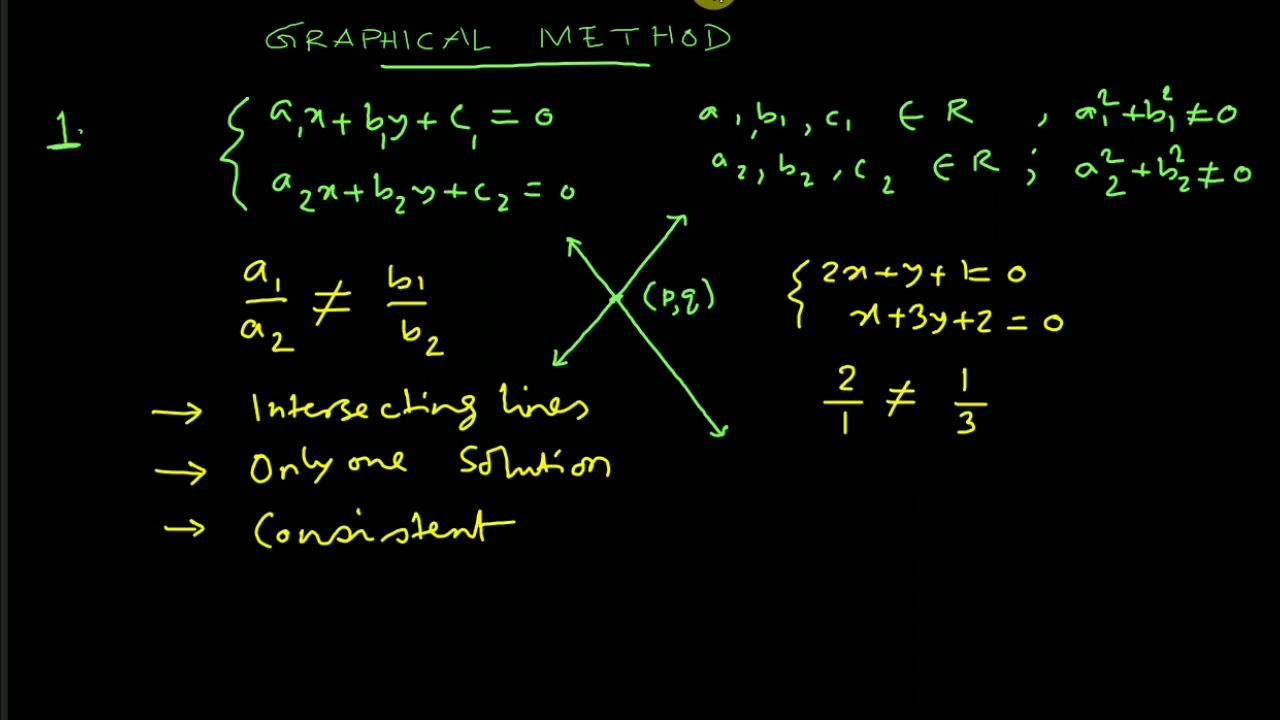 GRAPHICAL METHOD
1.
a₁x + b₁y + c₁ = 0
a₁, b₁, c₁ ∈ R , a₁² + b₁² ≠ 0
a₂x + b₂y + c₂ = 0
a₂, b₂, c₂ ∈ R ; a₂² + b₂² ≠ 0
a₁/a₂ ≠ b₁/b₂
(p,q)
2x + y + 1 = 0
x + 3y + 2 = 0
2/1 ≠ 1/3
→ Intersecting lines
→ Only one solution
→ Consistent